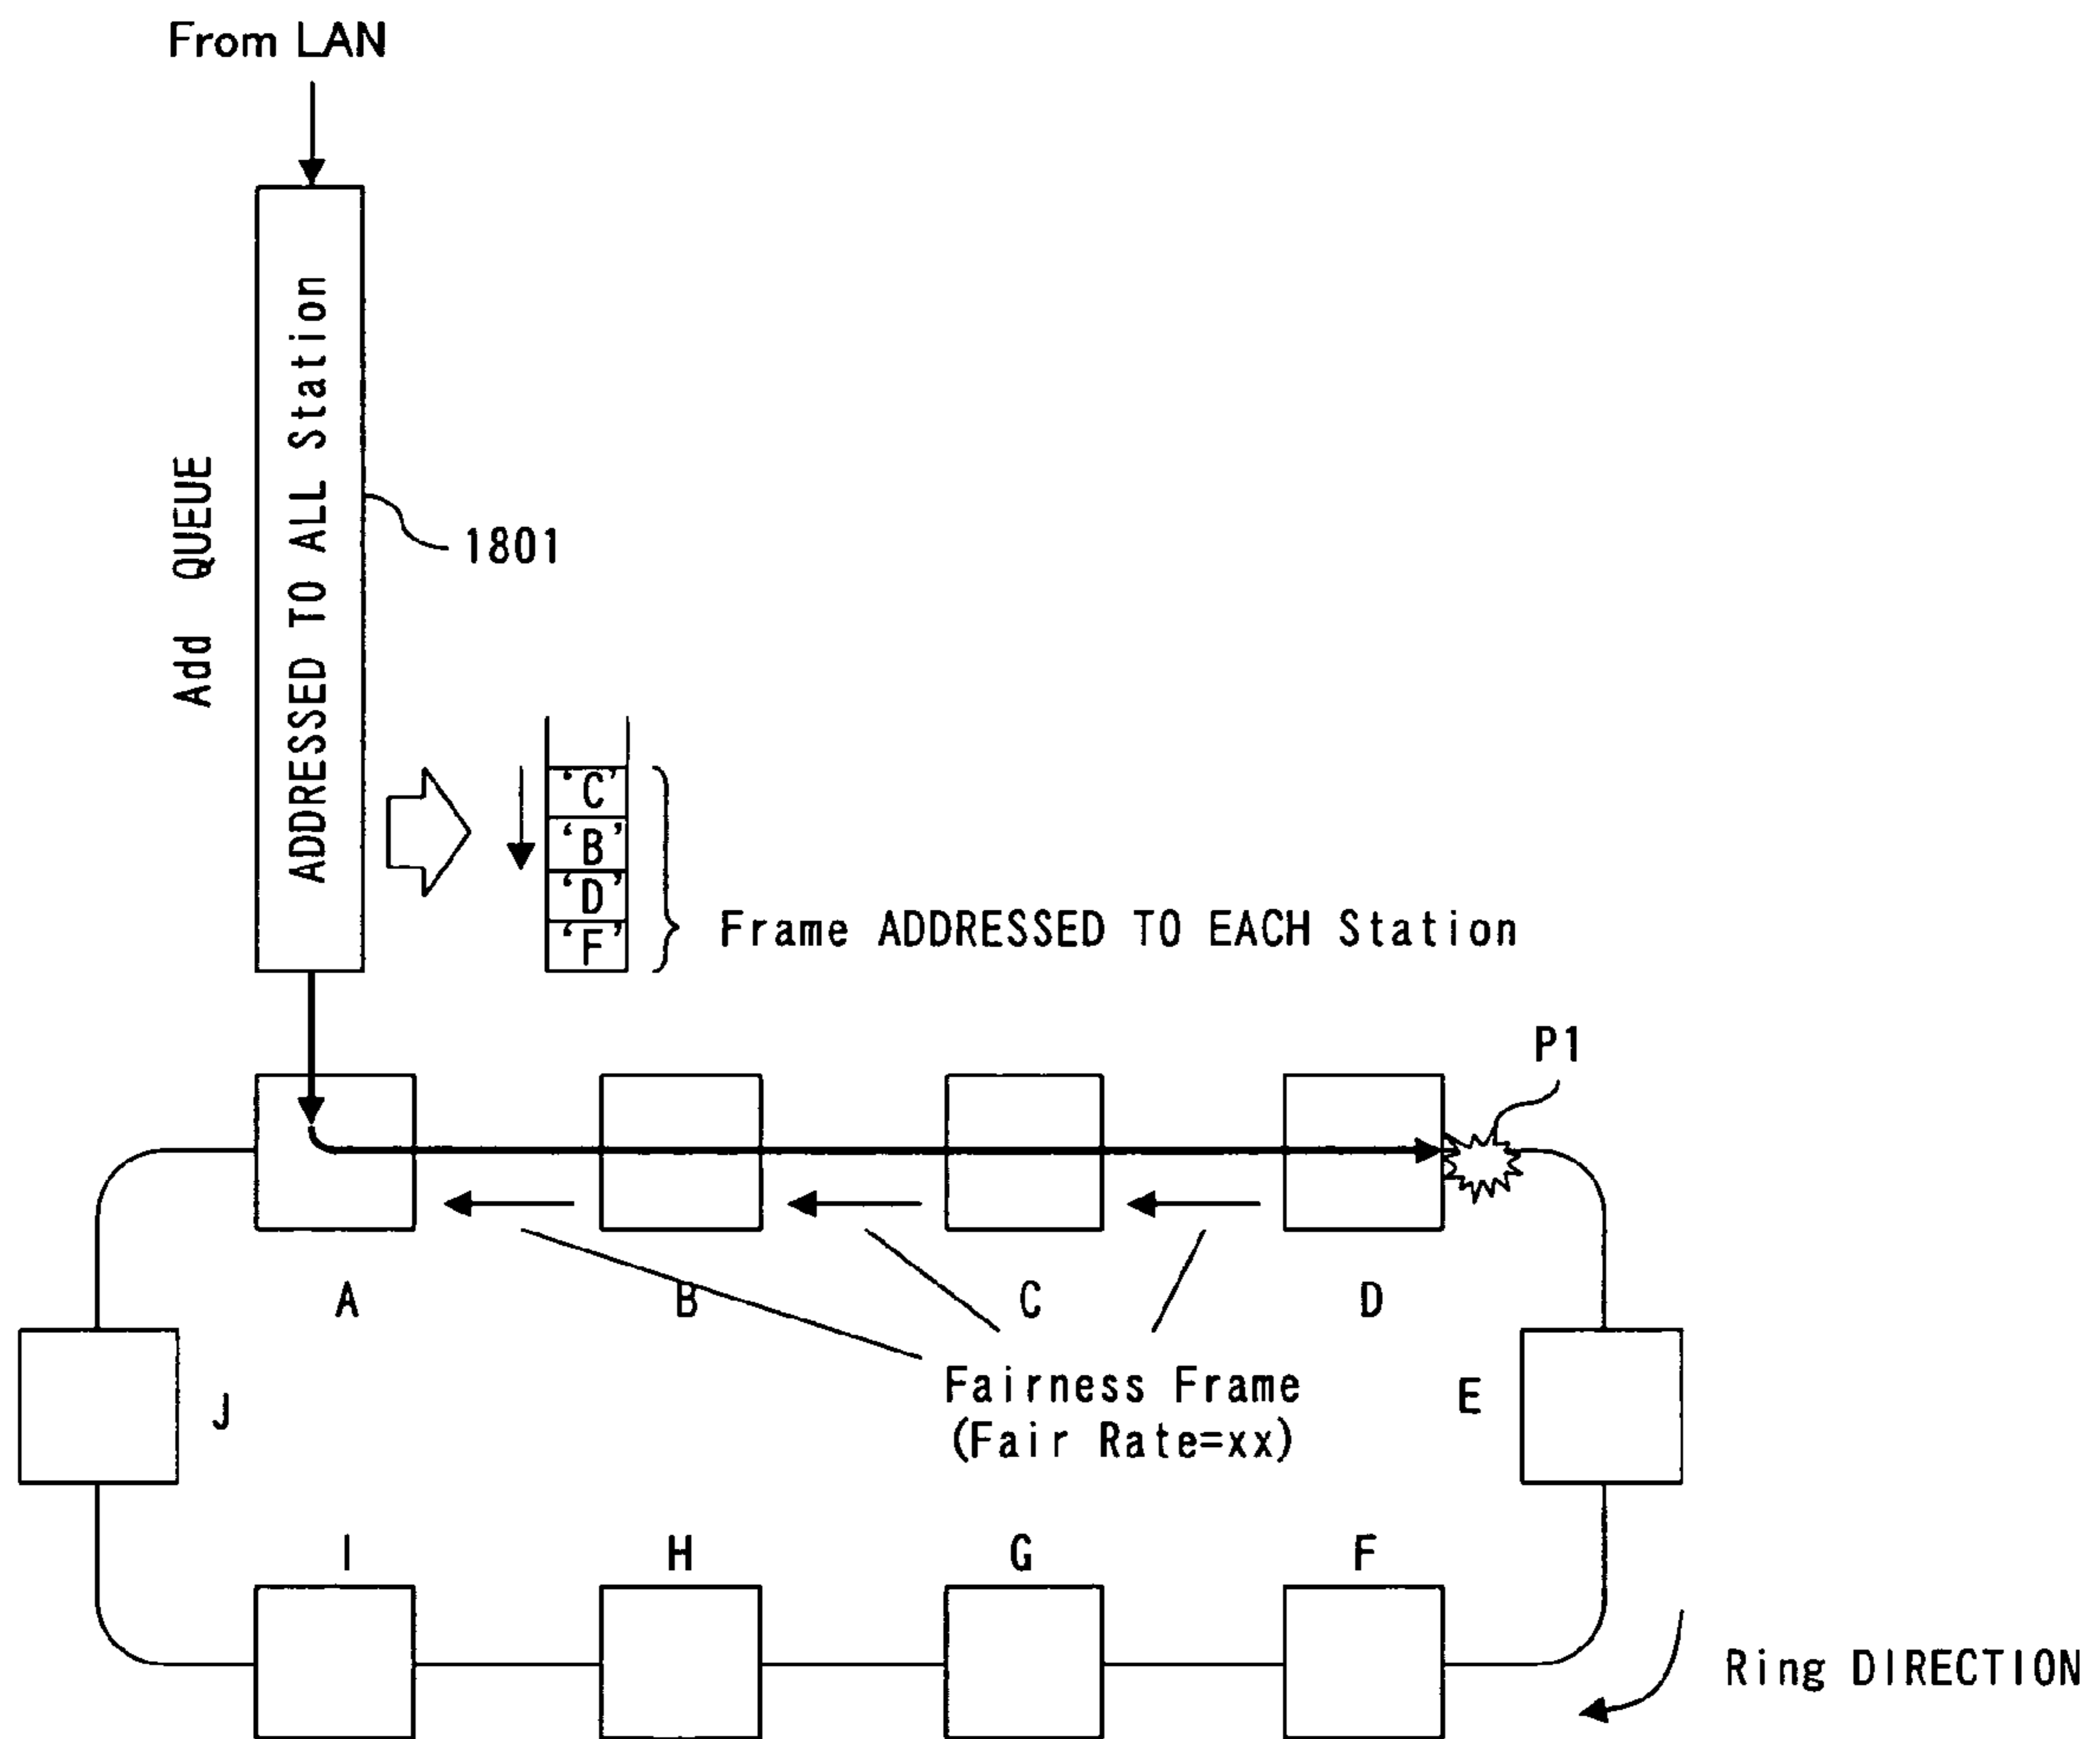 From LAN
Add QUEUE
ADDRESSED TO ALL Station
1801
'C'
'B'
'D'
'F'
Frame ADDRESSED TO EACH Station
P1
A
B
C
D
J
Fairness Frame
(Fair Rate=xx)
E
I
H
G
F
Ring DIRECTION